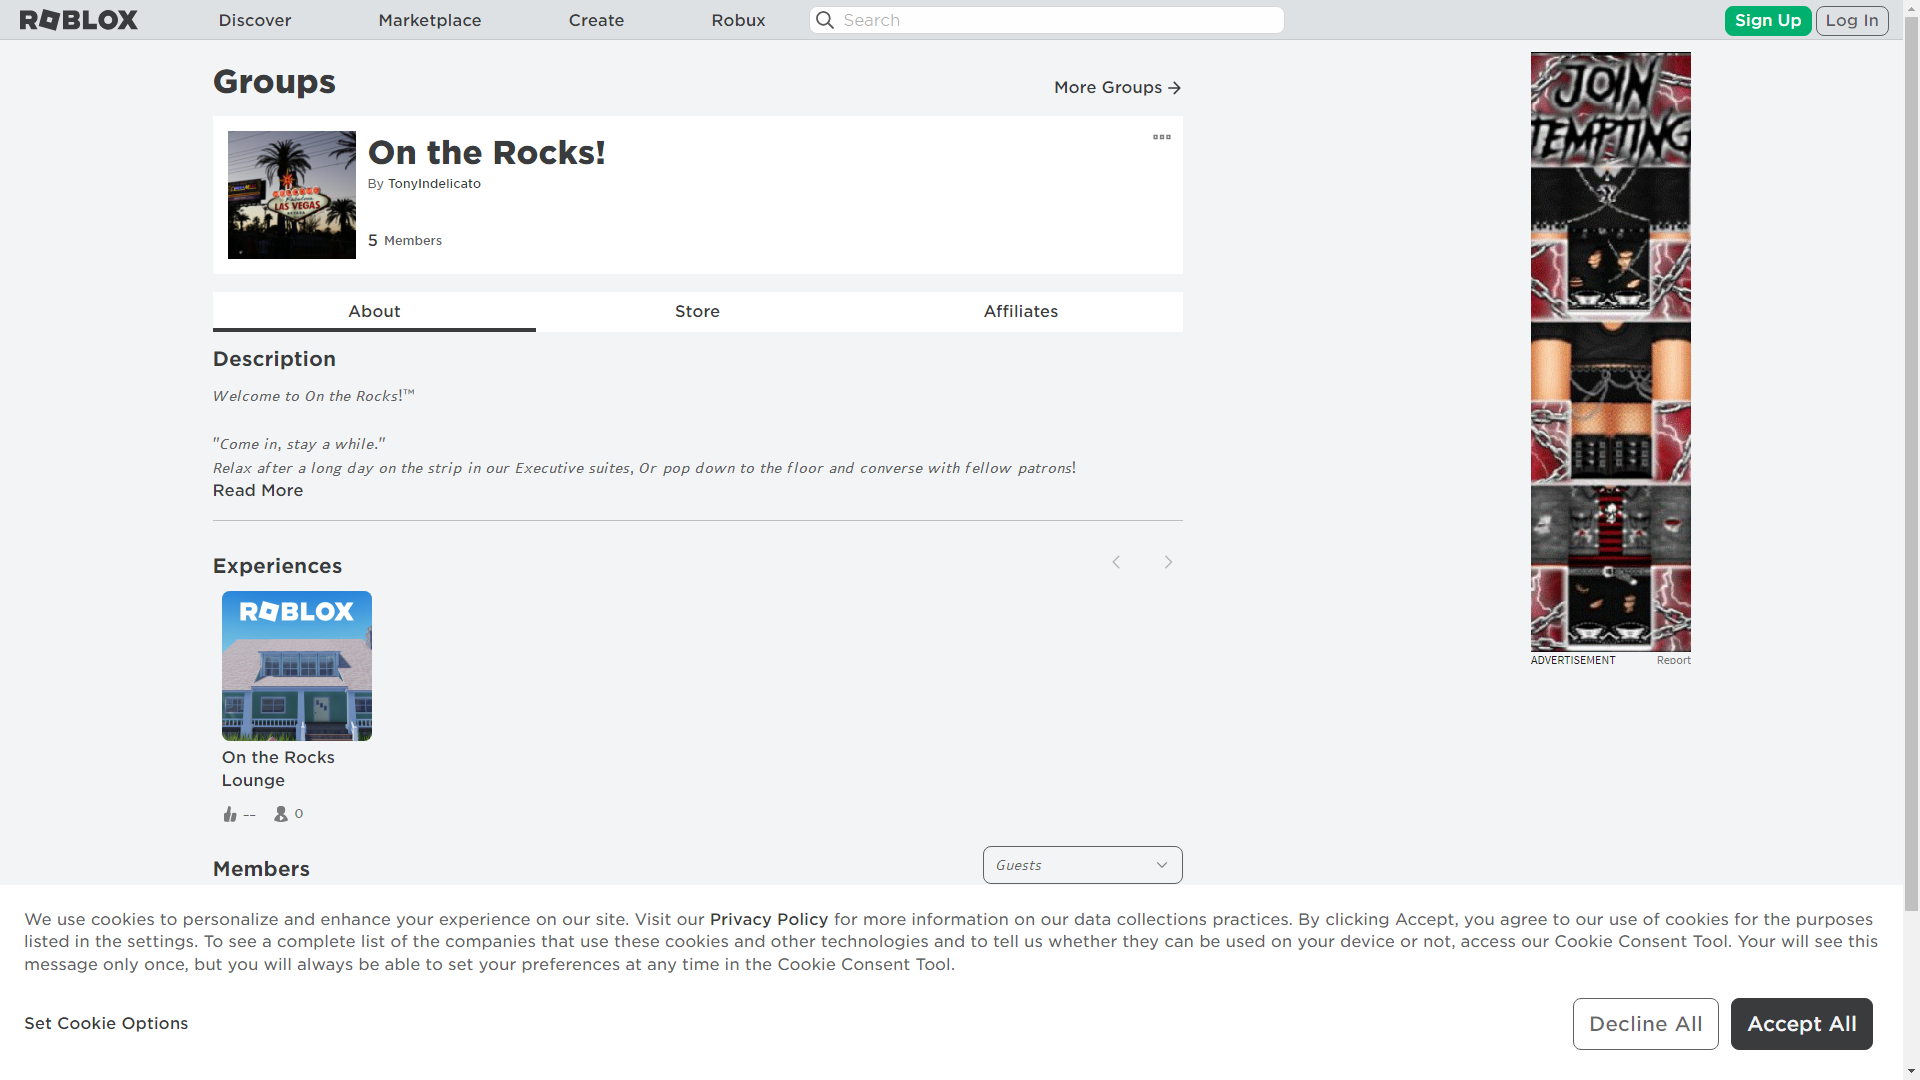 ROBLOX
Discover
Marketplace
Create
Robux
Search
Sign Up
Log In
Groups
More Groups
On the Rocks!
By TonyIndelicato
5 Members
WELCOME
To Fabulous
LAS VEGAS
NEVADA
About
Store
Affiliates
Description
Welcome to On the Rocks!™
"Come in, stay a while."
Relax after a long day on the strip in our Executive suites, Or pop down to the floor and converse with fellow patrons!
Read More
Experiences
ROBLOX
On the Rocks
Lounge
--
0
Members
Guests
JOIN
TEMPTING
ADVERTISEMENT
Report
We use cookies to personalize and enhance your experience on our site. Visit our Privacy Policy for more information on our data collections practices. By clicking Accept, you agree to our use of cookies for the purposes
listed in the settings. To see a complete list of the companies that use these cookies and other technologies and to tell us whether they can be used on your device or not, access our Cookie Consent Tool. Your will see this
message only once, but you will always be able to set your preferences at any time in the Cookie Consent Tool.
Set Cookie Options
Decline All
Accept All